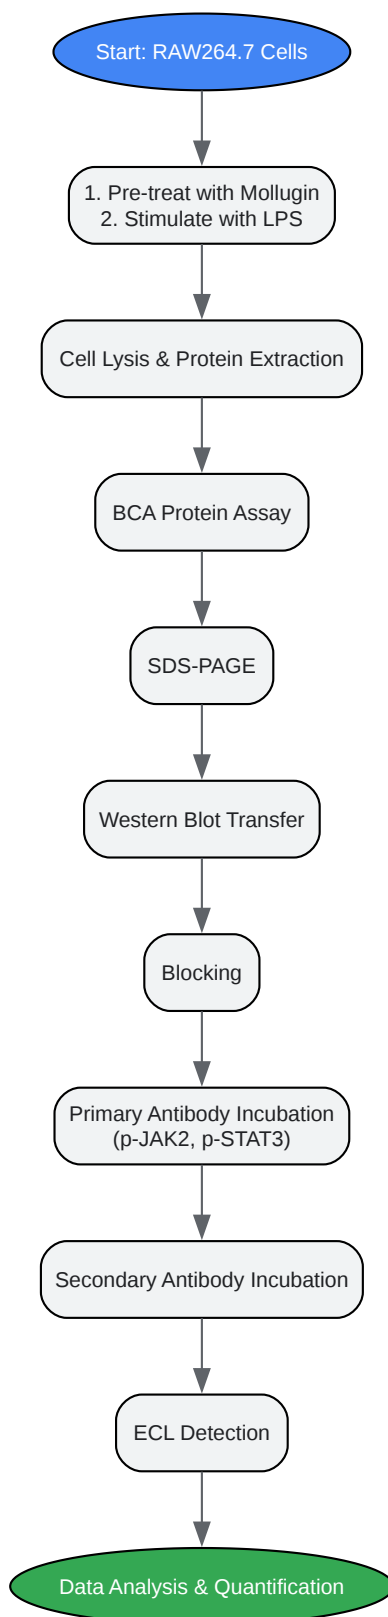 Start: RAW264.7 Cells
1. Pre-treat with Mollugin
2. Stimulate with LPS
Cell Lysis & Protein Extraction
BCA Protein Assay
SDS-PAGE
Western Blot Transfer
Blocking
Primary Antibody Incubation
(p-JAK2, p-STAT3)
Secondary Antibody Incubation
ECL Detection
Data Analysis & Quantification